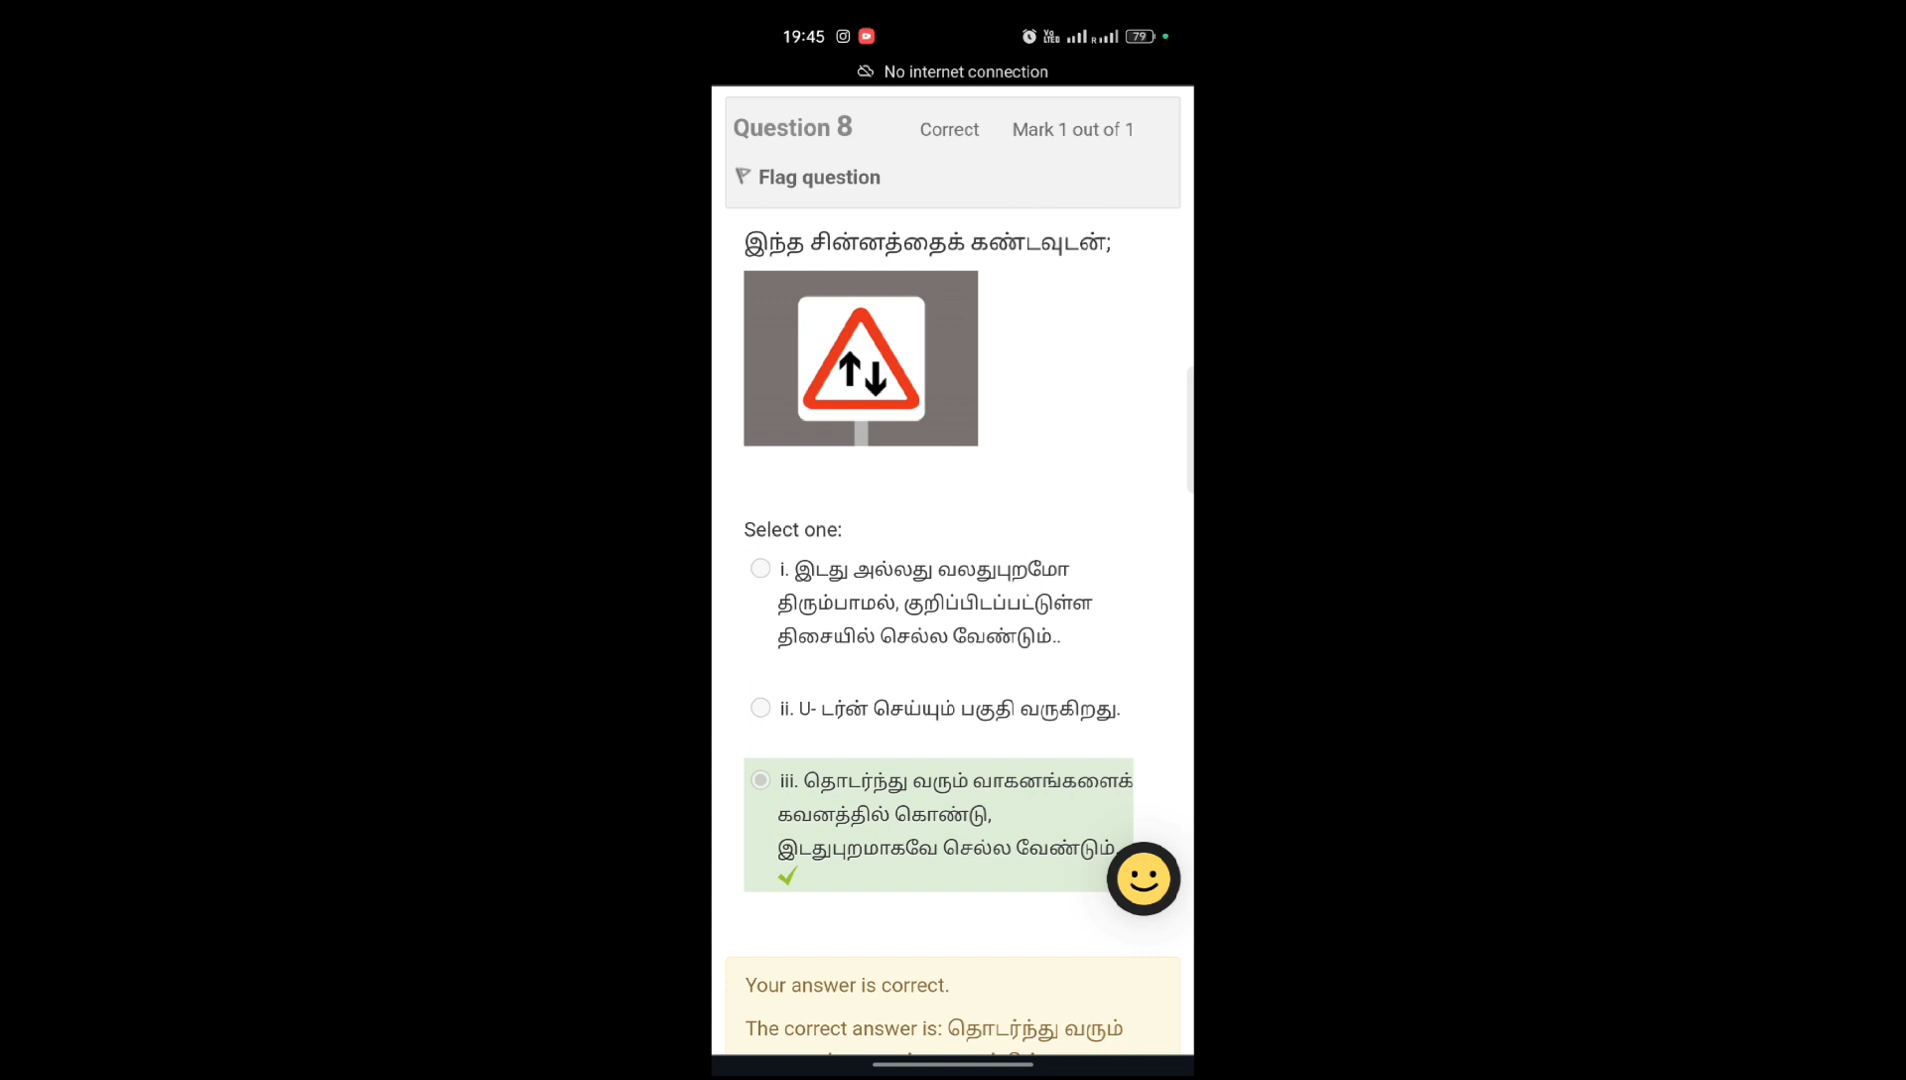 19:45
79
No internet connection
Question 8 Correct Mark 1 out of 1
Flag question
இந்த சின்னத்தைக் கண்டவுடன்;
Select one:
i. இடது அல்லது வலதுபுறமோ
திரும்பாமல், குறிப்பிடப்பட்டுள்ள
திசையில் செல்ல வேண்டும்..
ii. U- டர்ன் செய்யும் பகுதி வருகிறது.
iii. தொடர்ந்து வரும் வாகனங்களைக்
கவனத்தில் கொண்டு,
இடதுபுறமாகவே செல்ல வேண்டும்.
Your answer is correct.
The correct answer is: தொடர்ந்து வரும்